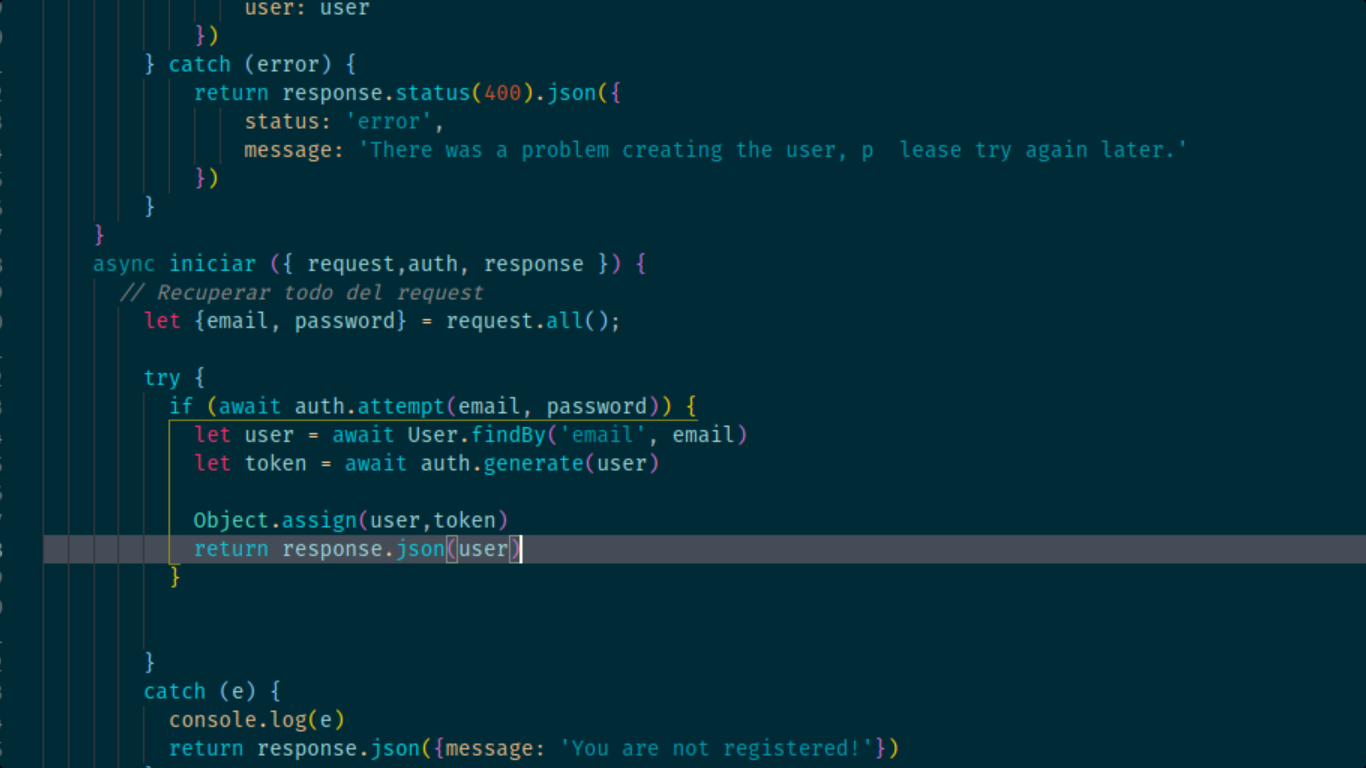 user: user
})
} catch (error) {
return response.status(400).json({
status: 'error',
message: 'There was a problem creating the user, p  lease try again later.'
})
}
}
async iniciar ({ request,auth, response }) {
// Recuperar todo del request
let {email, password} = request.all();
try {
if (await auth.attempt(email, password)) {
let user = await User.findBy('email', email)
let token = await auth.generate(user)
Object.assign(user,token)
return response.json(user)
}
}
catch (e) {
console.log(e)
return response.json({message: 'You are not registered!'})